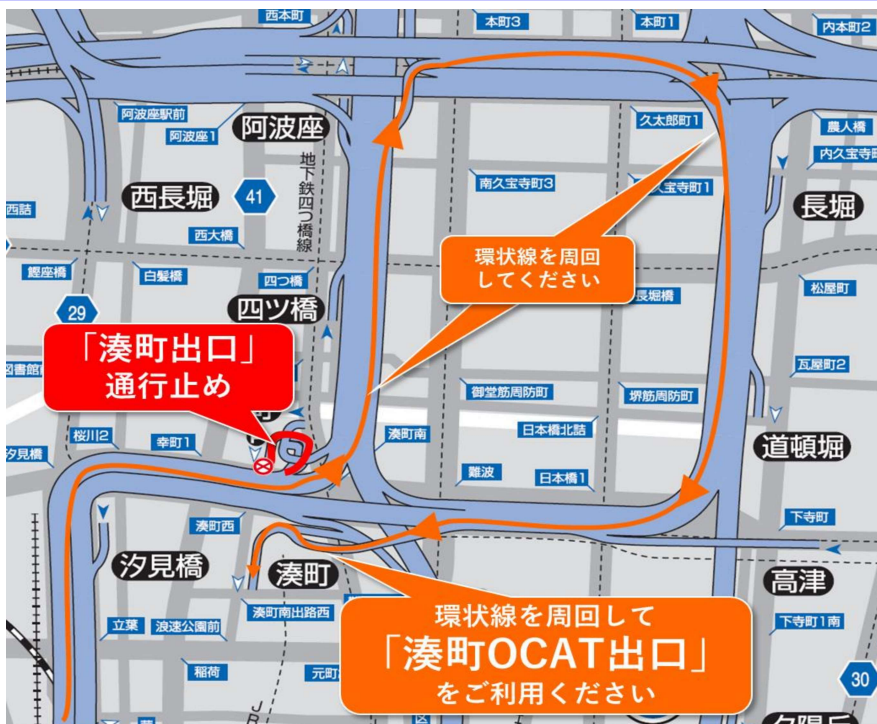 西本町
本町3
本町1
内本町2
阿波座駅前
阿波座1
阿波座
久太郎町1
農人橋
内久宝寺町
地下鉄四つ橋線
西長堀
41
南久宝寺町3
久宝寺町1
長堀
西詰
西大橋
環状線を周回
してください
鰹座橋
白髪橋
四つ橋
長堀橋
松屋町
29
四ツ橋
「湊町出口」
通行止め
図書館
瓦屋町2
御堂筋周防町
堺筋周防町
桜川2
幸町1
湊町南
日本橋北詰
道頓堀
汐見橋
難波
日本橋1
湊町西
下寺町
汐見橋
湊町
高津
立葉
浪速公園前
湊町南出路西
環状線を周回して
「湊町OCAT出口」
をご利用ください
下寺町1南
稲荷
元町
30
JR
区
夕陽丘